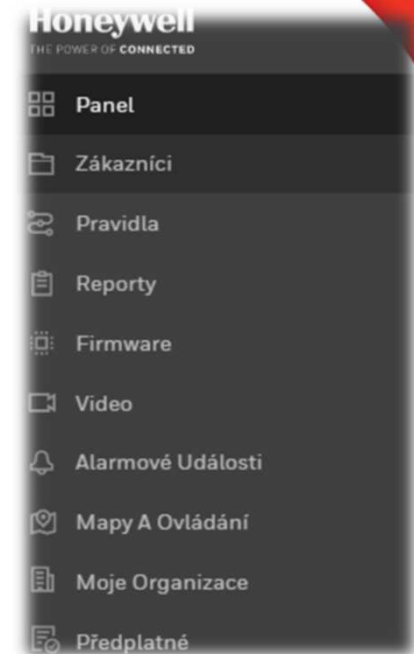 Honeywell
THE POWER OF CONNECTED
Panel
Zákazníci
Pravidla
Reporty
Firmware
Video
Alarmové Události
Mapy A Ovládání
Moje Organizace
Předplatné